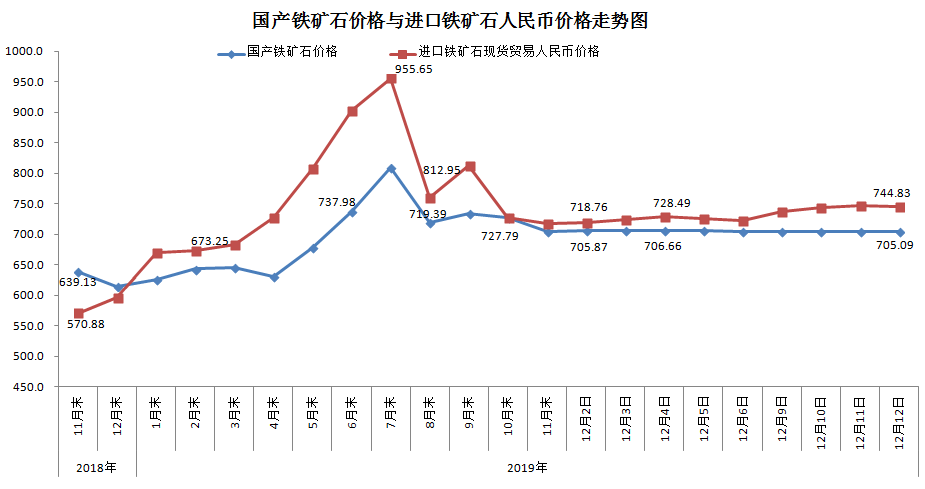 国产铁矿石价格与进口铁矿石人民币价格走势图
国产铁矿石价格
进口铁矿石现货贸易人民币价格
1000.0
950.0
900.0
850.0
800.0
750.0
700.0
650.0
600.0
550.0
500.0
450.0
639.13
570.88
673.25
737.98
955.65
812.95
719.39
727.79
718.76
705.87
728.49
706.66
744.83
705.09
11月末
12月末
1月末
2月末
3月末
4月末
5月末
6月末
7月末
8月末
9月末
10月末
11月末
12月2日
12月3日
12月4日
12月5日
12月6日
12月9日
12月10日
12月11日
12月12日
2018年
2019年